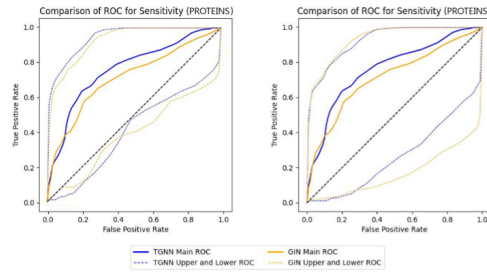 Comparison of ROC for Sensitivity (PROTEINS)
True Positive Rate
1.0
0.8
0.6
0.4
0.2
0.0
0.0 0.2 0.4 0.6 0.8 1.0
False Positive Rate
Comparison of ROC for Sensitivity (PROTEINS
True Positive Rate
1.0
0.8
0.6
0.4
0.2
0.0
0.0 0.2 0.4 0.6 0.8 1.0
False Positive Rate
TGNN Main ROC GIN Main ROC
TGNN Upper and Lower ROC GIN Upper and Lower ROC